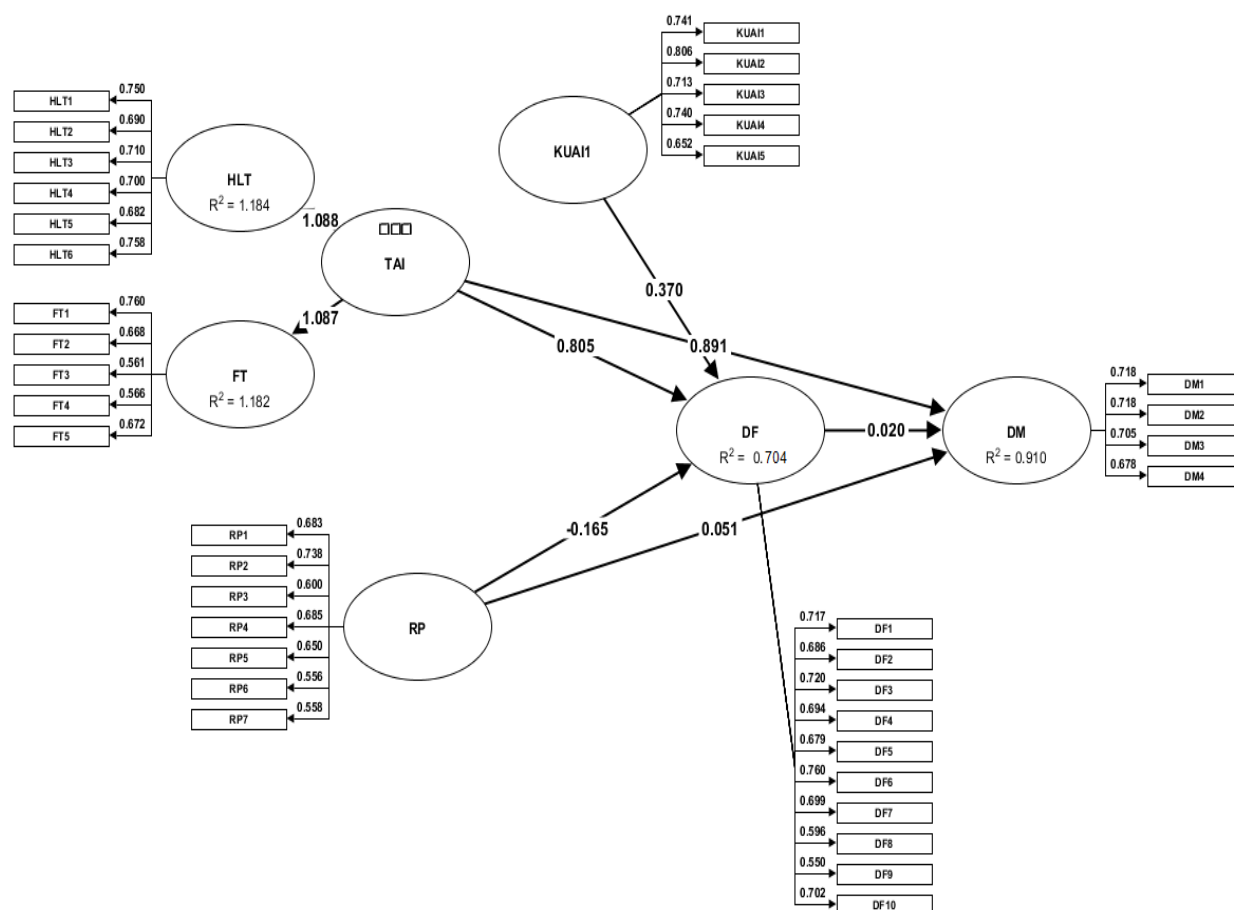 0.741
KUAI1
0.806
KUAI2
0.713
KUAI3
0.740
KUAI4
0.652
KUAI5
KUAI1
0.750
HLT1
0.690
HLT2
0.710
HLT3
0.700
HLT4
0.682
HLT5
0.758
HLT6
HLT
R² = 1.184
1.088
□□□
TAI
1.087
0.760
FT1
0.668
FT2
0.561
FT3
0.566
FT4
0.672
FT5
FT
R² = 1.182
0.370
0.805
0.891
DF
R² = 0.704
0.020
DM
R² = 0.910
0.718
DM1
0.718
DM2
0.705
DM3
0.678
DM4
-0.165
0.051
0.683
RP1
0.738
RP2
0.600
RP3
0.685
RP4
0.650
RP5
0.556
RP6
0.558
RP7
RP
0.717
DF1
0.686
DF2
0.720
DF3
0.694
DF4
0.679
DF5
0.760
DF6
0.699
DF7
0.596
DF8
0.550
DF9
0.702
DF10